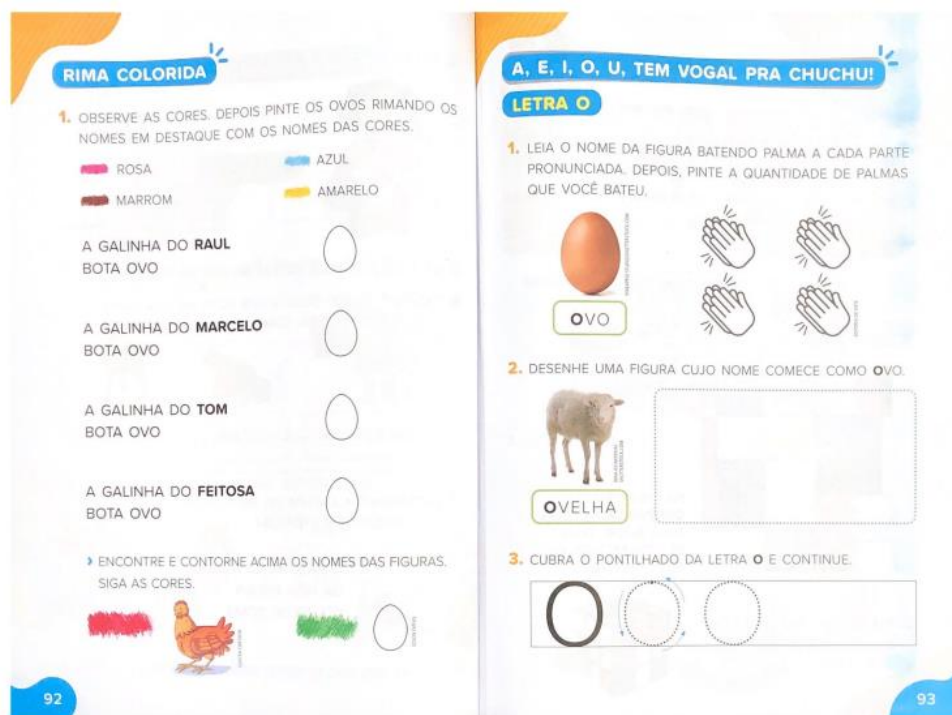 RIMA COLORIDA
1. OBSERVE AS CORES. DEPOIS PINTE OS OVOS RIMANDO OS
NOMES EM DESTAQUE COM OS NOMES DAS CORES.
ROSA
AZUL
MARROM
AMARELO
A GALINHA DO RAUL
BOTA OVO
A GALINHA DO MARCELO
BOTA OVO
A GALINHA DO TOM
BOTA OVO
A GALINHA DO FEITOSA
BOTA OVO
ENCONTRE E CONTORNE ACIMA OS NOMES DAS FIGURAS.
SIGA AS CORES.
92
A, E, I, O, U, TEM VOGAL PRA CHUCHU!
LETRA O
1. LEIA O NOME DA FIGURA BATENDO PALMA A CADA PARTE
PRONUNCIADA. DEPOIS, PINTE A QUANTIDADE DE PALMAS
QUE VOCÊ BATEU.
OVO
2. DESENHE UMA FIGURA CUJO NOME COMECE COMO OVO.
OVELHA
3. CUBRA O PONTILHADO DA LETRA O E CONTINUE.
O O O
93